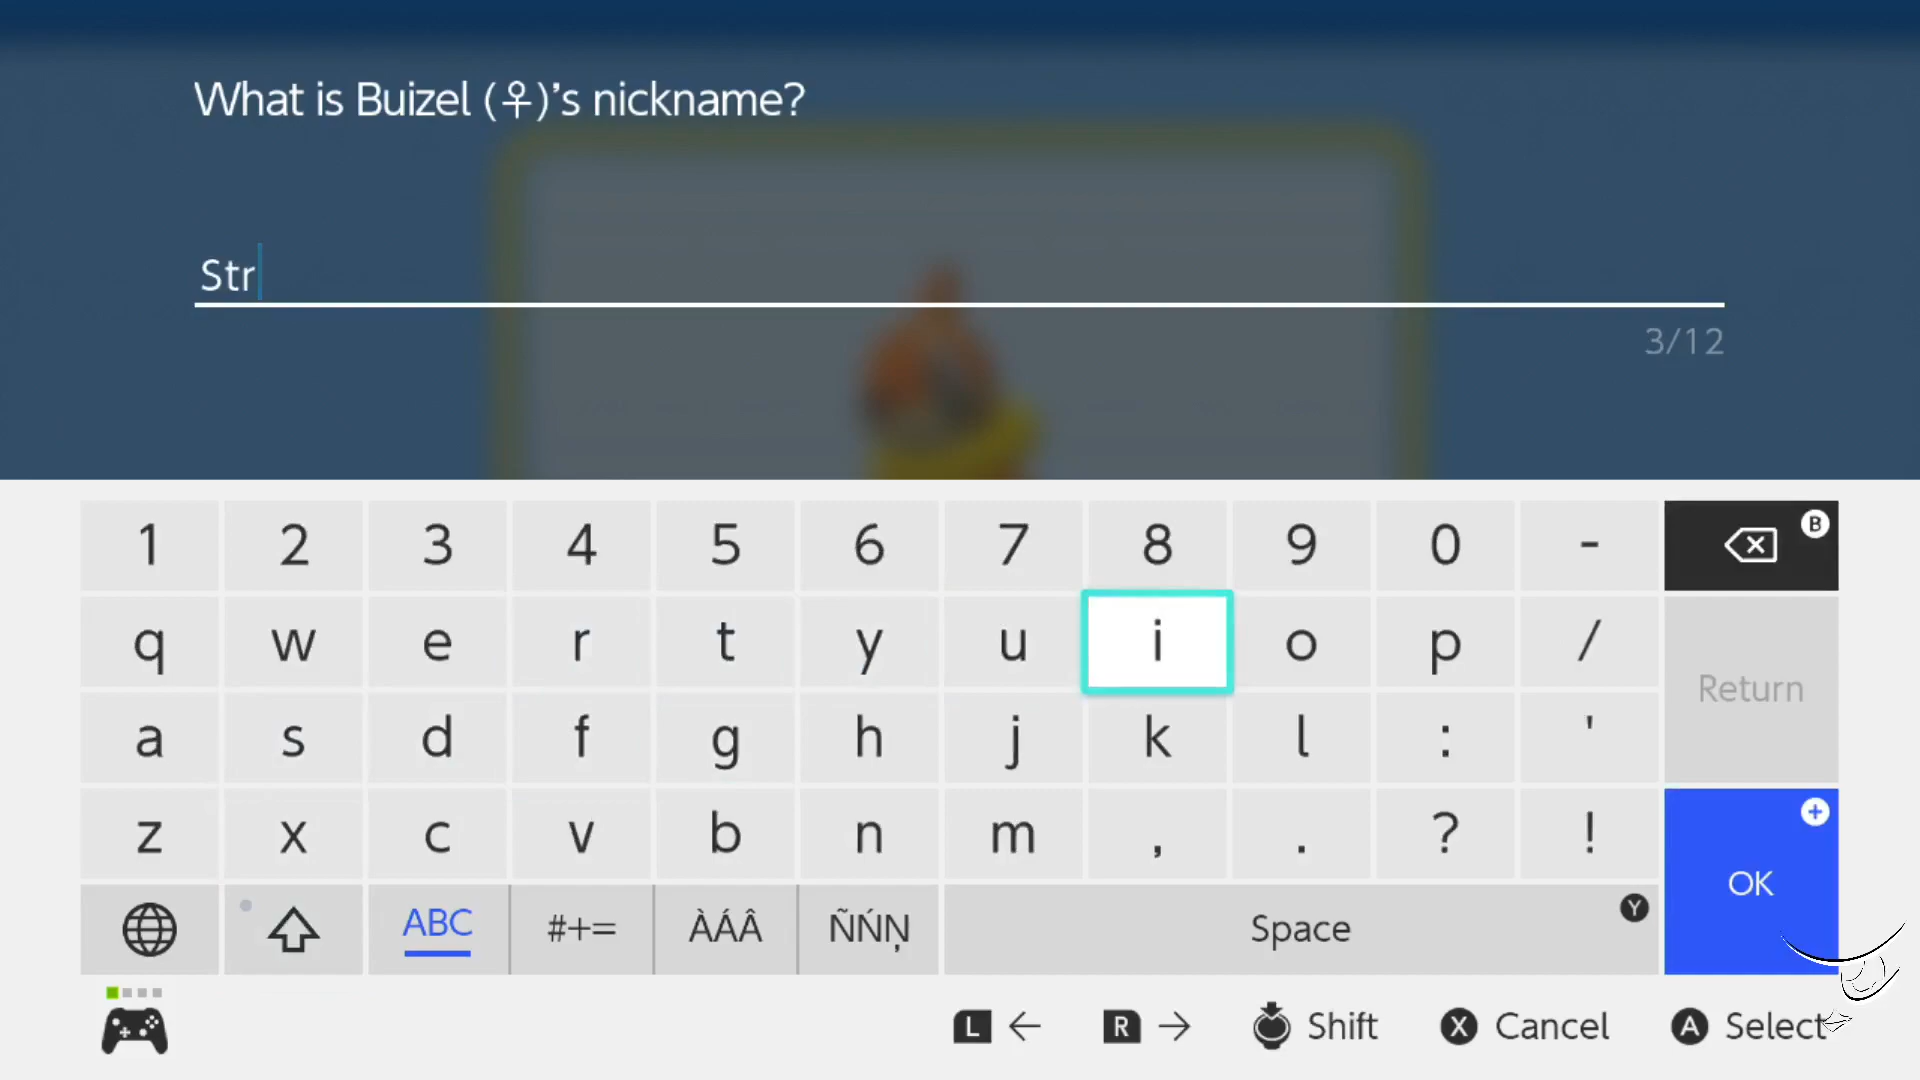 What is Buizel (♀)'s nickname?
Str
3/12
1 2 3 4 5 6 7 8 9 0 - B
q w e r t y u i o p /
Return
a s d f g h j k l : '
z x c v b n m , . ? ! +
OK
ABC #+= ÀÁÂ ÑŃŅ Space Y
L ← R → Shift X Cancel A Select